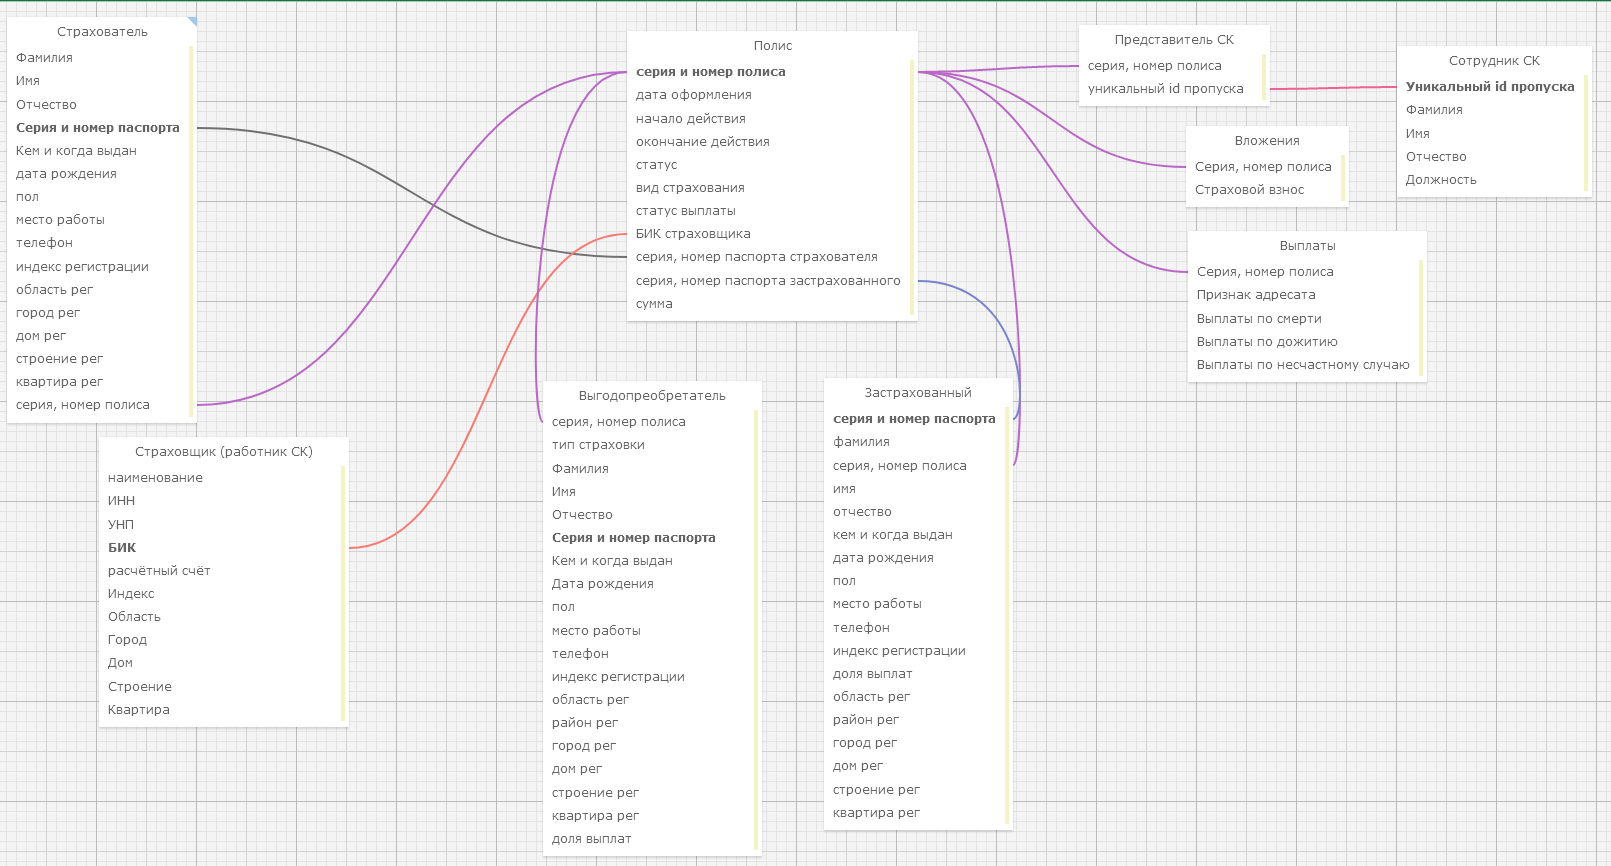 Страхователь
Фамилия
Имя
Отчество
Серия и номер паспорта
Кем и когда выдан
дата рождения
пол
место работы
телефон
индекс регистрации
область рег
город рег
дом рег
строение рег
квартира рег
серия, номер полиса
Страховщик (работник СК)
наименование
ИНН
УНП
БИК
расчётный счёт
Индекс
Область
Город
Дом
Строение
Квартира
Полис
серия и номер полиса
дата оформления
начало действия
окончание действия
статус
вид страхования
статус выплаты
БИК страховщика
серия, номер паспорта страхователя
серия, номер паспорта застрахованного
сумма
Выгодопреобретатель
серия, номер полиса
тип страховки
Фамилия
Имя
Отчество
Серия и номер паспорта
Кем и когда выдан
Дата рождения
пол
место работы
телефон
индекс регистрации
область рег
район рег
город рег
дом рег
строение рег
квартира рег
доля выплат
Застрахованный
серия и номер паспорта
фамилия
серия, номер полиса
имя
отчество
кем и когда выдан
дата рождения
пол
место работы
телефон
индекс регистрации
доля выплат
область рег
район рег
город рег
дом рег
строение рег
квартира рег
Представитель СК
серия, номер полиса
уникальный id пропуска
Вложения
Серия, номер полиса
Страховой взнос
Выплаты
Серия, номер полиса
Признак адресата
Выплаты по смерти
Выплаты по дожитию
Выплаты по несчастному случаю
Сотрудник СК
Уникальный id пропуска
Фамилия
Имя
Отчество
Должность